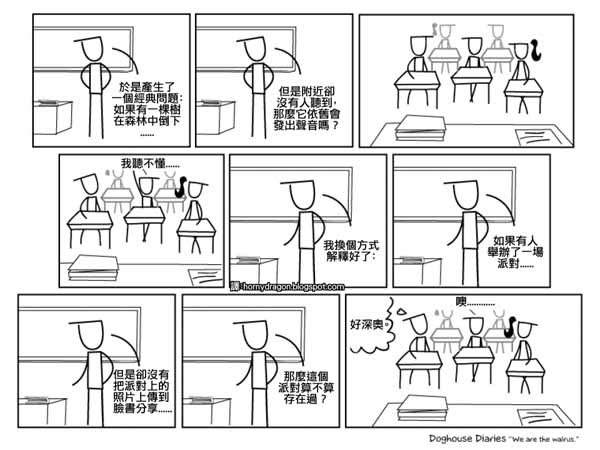 於是產生了
一個經典問題：
如果有一棵樹
在森林中倒下
……
但是附近卻
沒有人聽到，
那麼它依舊會
發出聲音嗎？
我聽不懂……
我換個方式
解釋好了：
如果有人
舉辦了一場
派對……
譯:hornydragon.blogspot.com
但是卻沒有
把派對上的
照片上傳到
臉書分享……
那麼這個
派對算不算
存在過？
噢…………
好深奧。
Doghouse Diaries "We are the walrus."